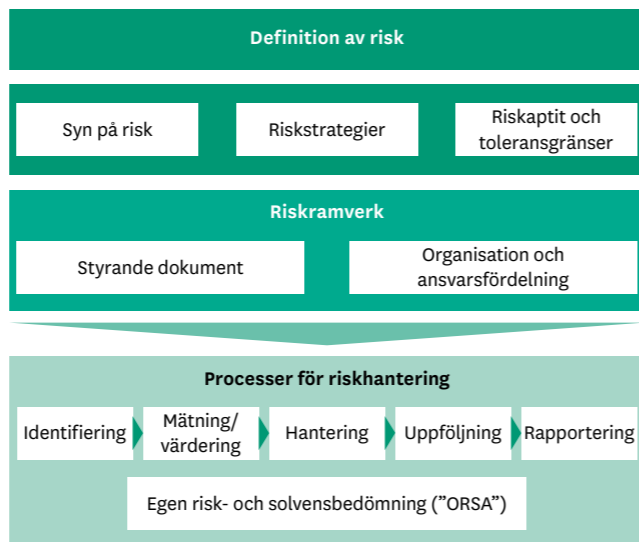 Definition av risk
Syn på risk
Riskstrategier
Riskaptit och
toleransgränser
Riskramverk
Styrande dokument
Organisation och
ansvarsfördelning
Processer för riskhantering
Identifiering
Mätning/
värdering
Hantering
Uppföljning
Rapportering
Egen risk- och solvensbedömning (”ORSA”)